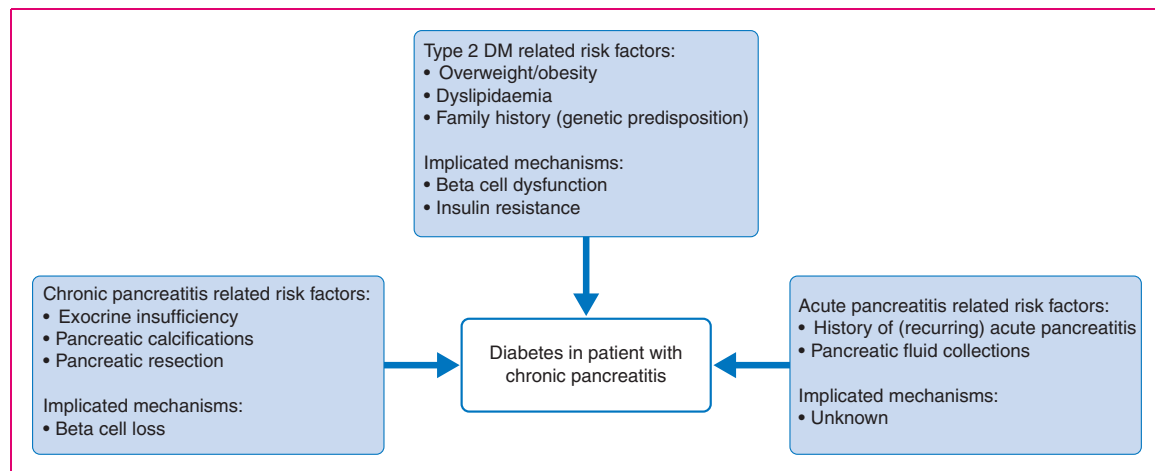 Type 2 DM related risk factors:
• Overweight/obesity
• Dyslipidaemia
• Family history (genetic predisposition)
Implicated mechanisms:
• Beta cell dysfunction
• Insulin resistance
Chronic pancreatitis related risk factors:
• Exocrine insufficiency
• Pancreatic calcifications
• Pancreatic resection
Implicated mechanisms:
• Beta cell loss
Diabetes in patient with
chronic pancreatitis
Acute pancreatitis related risk factors:
• History of (recurring) acute pancreatitis
• Pancreatic fluid collections
Implicated mechanisms:
• Unknown